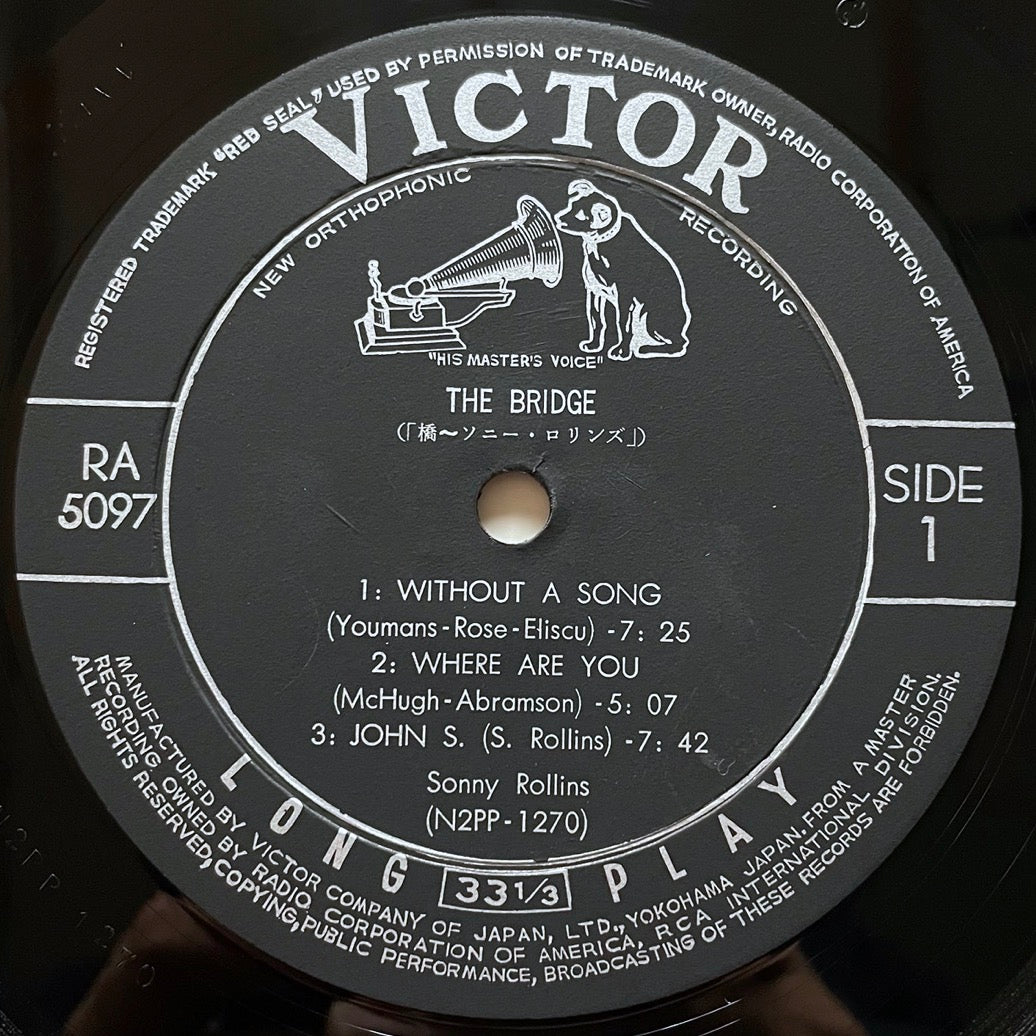 REGISTERED TRADEMARK "RED SEAL" USED BY PERMISSION OF TRADEMARK OWNER, RADIO CORPORATION OF AMERICA
VICTOR
NEW ORTHOPHONIC RECORDING
"HIS MASTER'S VOICE"
THE BRIDGE
(「橋〜ソニー・ロリンズ」)
RA
5097
SIDE
1
1: WITHOUT A SONG
(Youmans-Rose-Eliscu) -7: 25
2: WHERE ARE YOU
(McHugh-Abramson) -5: 07
3: JOHN S. (S. Rollins) -7: 42
Sonny Rollins
(N2PP-1270)
LONG 33⅓ PLAY
MANUFACTURED BY VICTOR COMPANY OF JAPAN, LTD., YOKOHAMA JAPAN. FROM A MASTER
RECORDING OWNED BY RADIO CORPORATION OF AMERICA, RCA INTERNATIONAL DIVISION.
ALL RIGHTS RESERVED, COPYING, PUBLIC PERFORMANCE, BROADCASTING OF THESE RECORDS ARE FORBIDDEN.